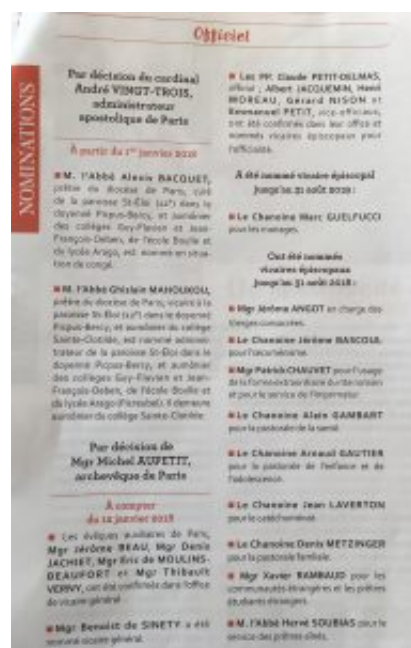 Officiel
NOMINATIONS
Par décision du cardinal
André VINGT-TROIS,
administrateur
apostolique de Paris
À partir du 1er janvier 2018
M. l'Abbé Alexis BACQUET,
prêtre du diocèse de Paris, curé
de la paroisse St-Éloi (12e) dans le
doyenné Picpus-Bercy, et aumônier
des collèges Guy-Flavien et Jean-
François-Oeben, de l'école Boulle et
du lycée Arago, est nommé en situa-
tion de congé.
M. l'Abbé Ghislain MAHOUKOU,
prêtre du diocèse de Paris, vicaire à la
paroisse St-Éloi (12e) dans le doyenné
Picpus-Bercy, et aumônier du collège
Sainte-Clotilde, est nommé adminis-
trateur de la paroisse St-Éloi dans le
doyenné Picpus-Bercy, et aumônier
des collèges Guy-Flavien et Jean-
François-Oeben, de l'école Boulle et
du lycée Arago Il demeure
aumônier du collège Sainte-Clotilde.
Par décision de
Mgr Michel AUPETIT,
archevêque de Paris
À compter
du 12 janvier 2018
Les évêques auxiliaires de Paris,
Mgr Jérôme BEAU, Mgr Denis
JACHIET, Mgr Éric de MOULINS-
BEAUFORT et Mgr Thibault
VERNY, ont été confirmés dans l'office
de vicaire général.
Mgr Benoist de SINETY a été
nommé vicaire général.
Les PP. Claude PETIT-DELMAS,
official ; Albert JACQUEMIN, Henri
MOREAU, Gérard NISON et
Emmanuel PETIT, vice-officiaux,
ont été confirmés dans leur office et
nommés vicaires épiscopaux pour
l'officialité.
A été nommé vicaire épiscopal
jusqu'au 31 août 2019 :
Le Chanoine Marc GUELFUCCI
pour les mariages.
Ont été nommés
vicaires épiscopaux
jusqu'au 31 août 2018 :
Mgr Jérôme ANGOT en charge des
vierges consacrées.
Le Chanoine Jérôme BASCOUL
pour l'œcuménisme.
Mgr Patrick CHAUVET pour l'usage
de la forme extraordinaire du rite romain
et pour le service de l'imprimatur.
Le Chanoine Alain GAMBART
pour la pastorale de la santé.
Le Chanoine Arnaud GAUTIER
pour la pastorale de l'enfance et de
l'adolescence.
Le Chanoine Jean LAVERTON
pour le catéchuménat.
Le Chanoine Denis METZINGER
pour la pastorale familiale.
Mgr Xavier RAMBAUD pour les
communautés étrangères et les prêtres
étudiants étrangers.
M. l'Abbé Hervé SOUBIAS pour le
service des prêtres aînés.